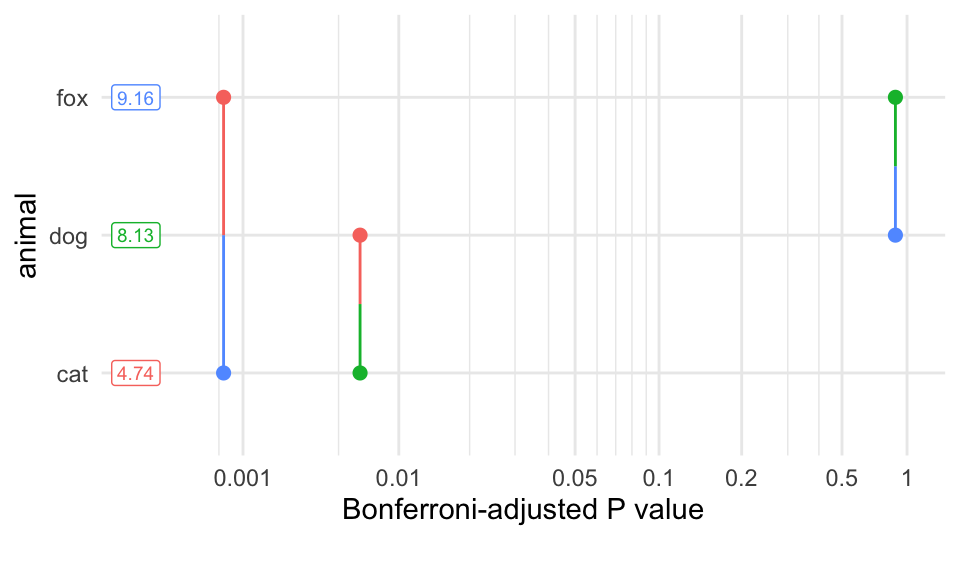 fox 9.16
animal
dog 8.13
cat 4.74
0.001 0.01 0.05 0.1 0.2 0.5 1
Bonferroni-adjusted P value